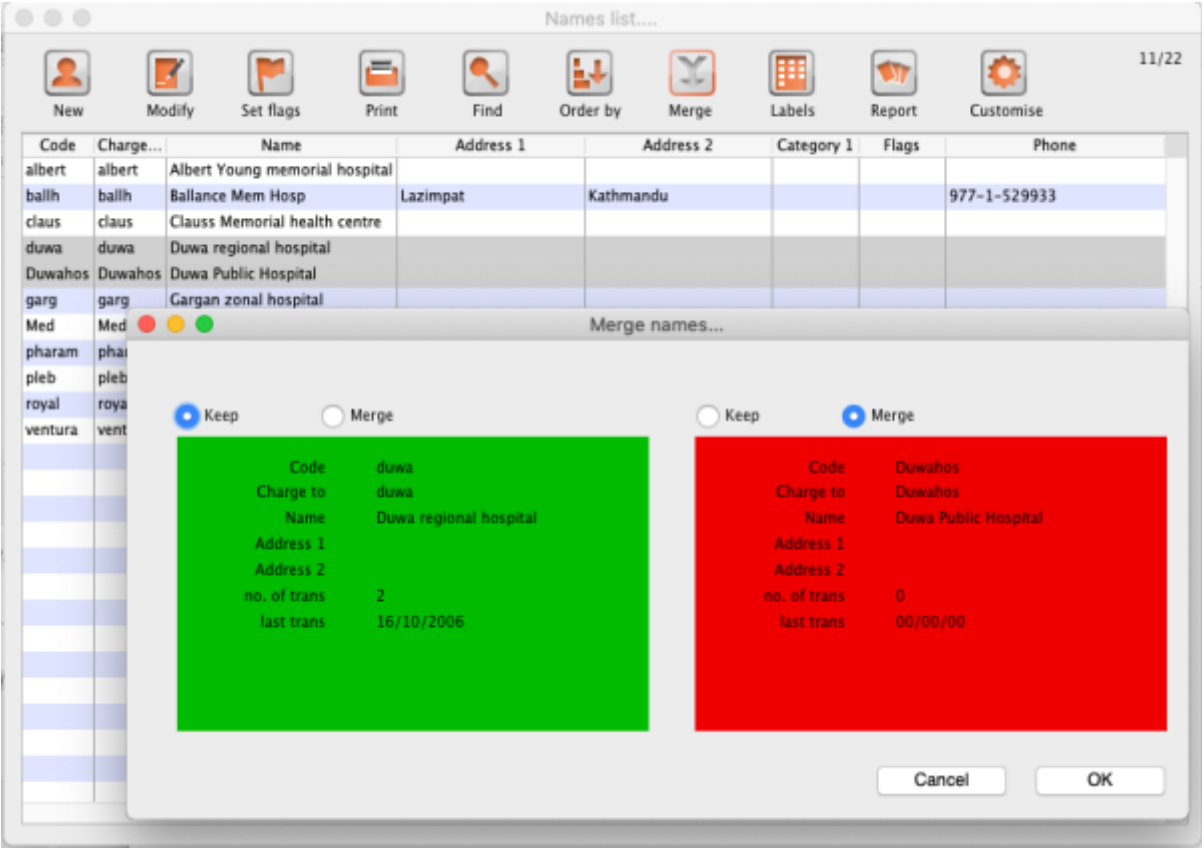 Names list....
11/22
New Modify Set flags Print Find Order by Merge Labels Report Customise
Code Charge... Name Address 1 Address 2 Category 1 Flags Phone
albert albert Albert Young memorial hospital
ballh ballh Ballance Mem Hosp Lazimpat Kathmandu 977-1-529933
claus claus Clauss Memorial health centre
duwa duwa Duwa regional hospital
Duwahos Duwahos Duwa Public Hospital
garg garg Gargan zonal hospital
Med Med
pharam
pleb pleb
royal
ventura
Merge names...
Keep Merge
Code duwa
Charge to duwa
Name Duwa regional hospital
Address 1
Address 2
no. of trans 2
last trans 16/10/2006
Keep Merge
Code Duwahos
Charge to Duwahos
Name Duwa Public Hospital
Address 1
Address 2
no. of trans 0
last trans 00/00/00
Cancel OK